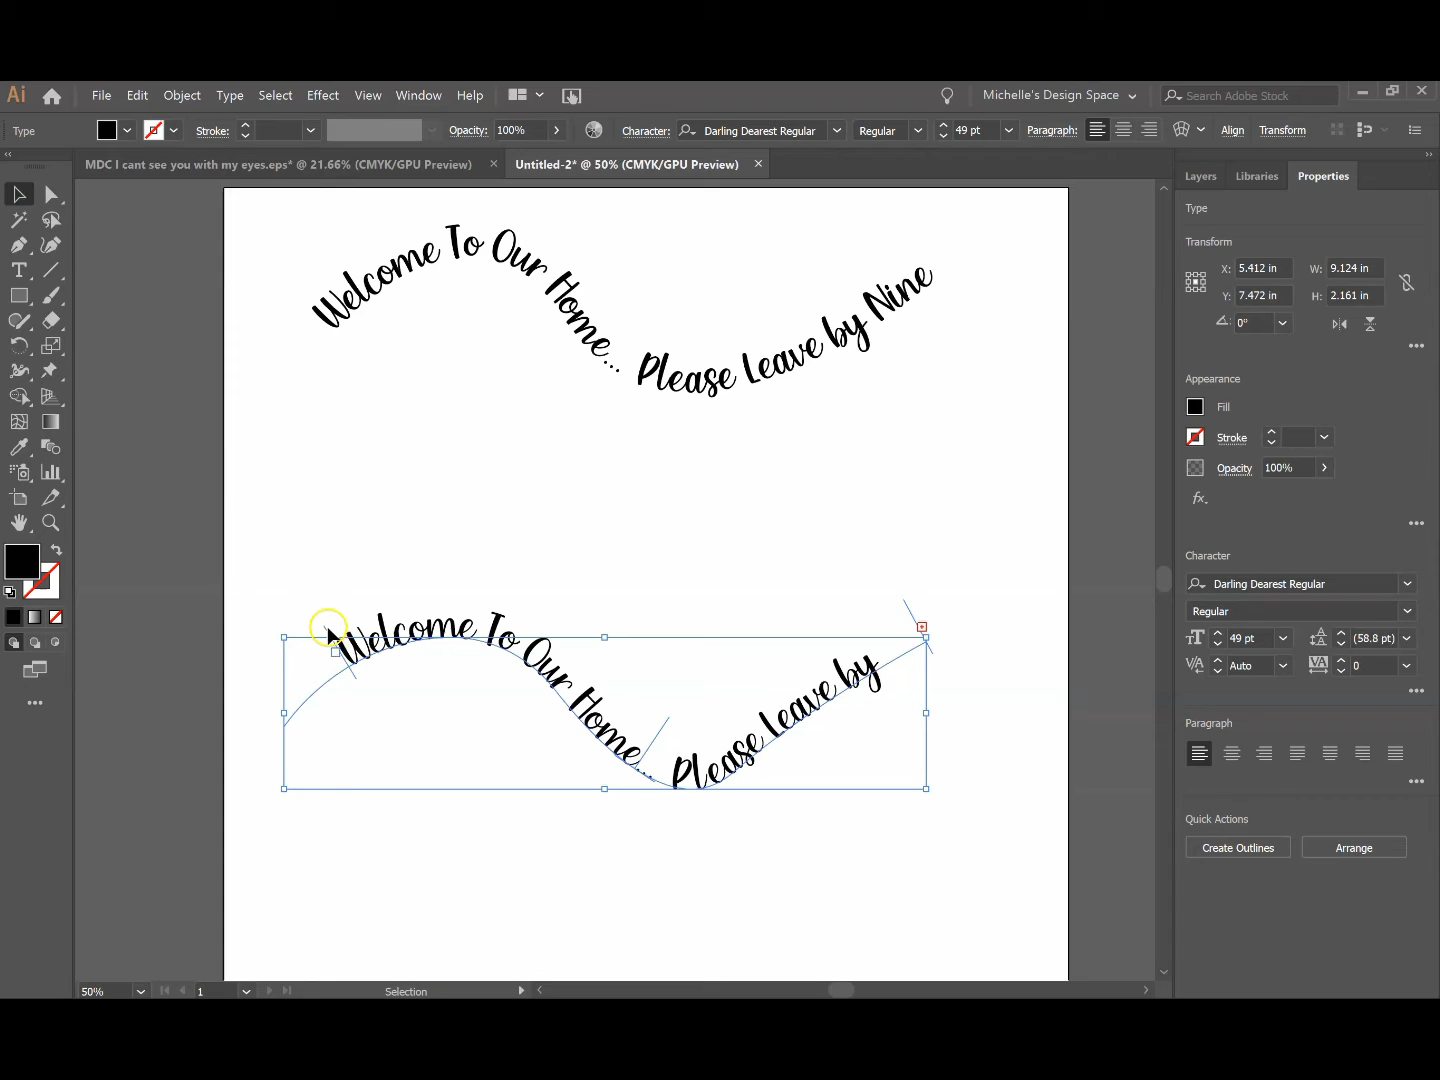 Ai File Edit Object Type Select Effect View Window Help Michelle's Design Space Search Adobe Stock
Type Stroke: Opacity: 100% Character: Darling Dearest Regular Regular 49 pt Paragraph: Align Transform
MDC I cant see you with my eyes.eps* @ 21.66% (CMYK/GPU Preview) × Untitled-2* @ 50% (CMYK/GPU Preview) ×
Layers Libraries Properties
Type
Transform
X: 5.412 in W: 9.124 in
Y: 7.472 in H: 2.161 in
0°
Appearance
Fill
Stroke
Opacity 100%
fx.
Character
Darling Dearest Regular
Regular
49 pt (58.8 pt)
Auto 0
Paragraph
Quick Actions
Create Outlines Arrange
Welcome To Our Home... Please Leave by Nine
Welcome To Our Home... Please Leave by
50% 1 Selection